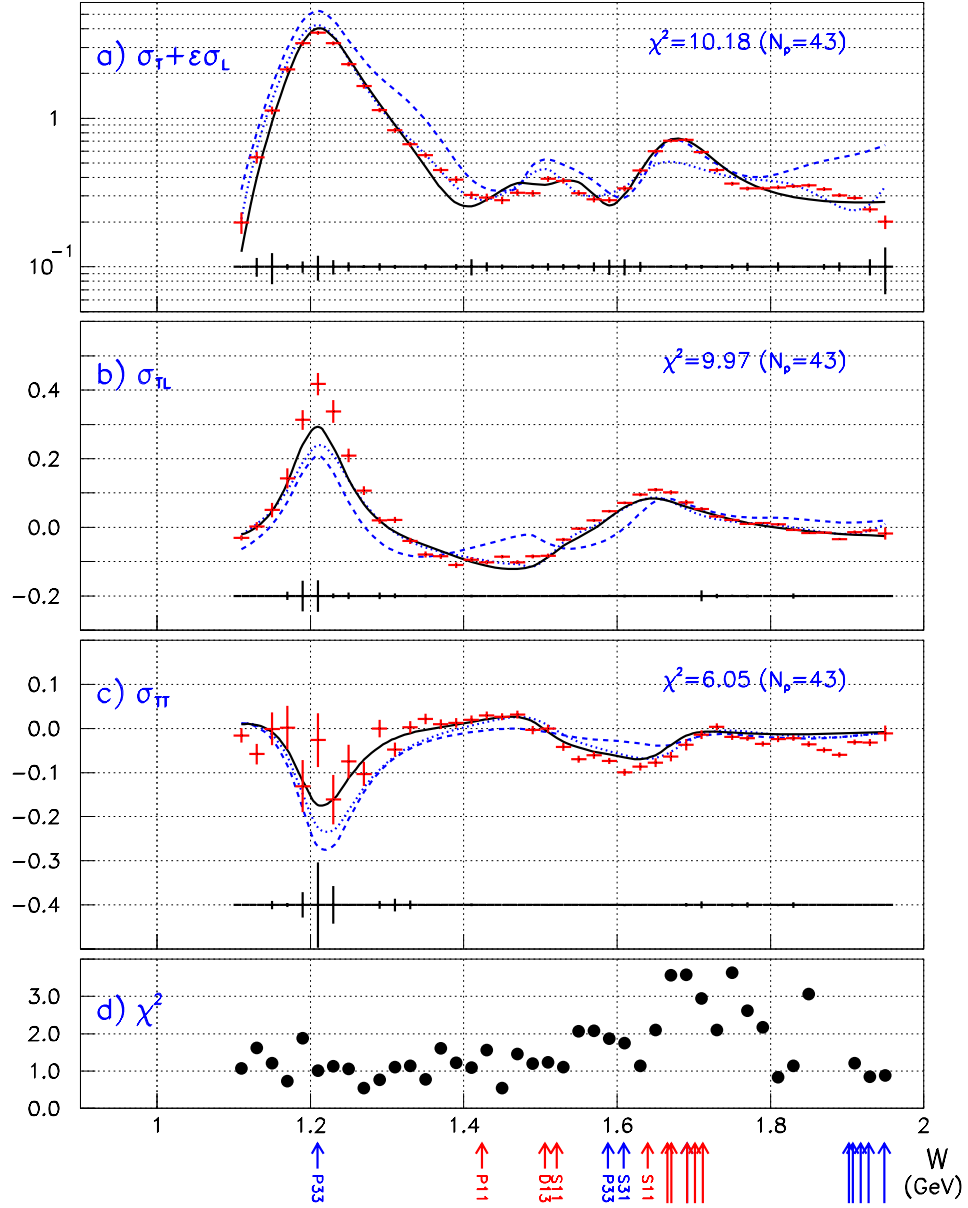 a) σT+εσL
χ²=10.18 (Np=43)
1
10⁻¹
b) σTL
χ²=9.97 (Np=43)
0.4
0.2
0.0
−0.2
c) σTT
χ²=6.05 (Np=43)
0.1
0.0
−0.1
−0.2
−0.3
−0.4
d) χ²
3.0
2.0
1.0
0.0
1 1.2 1.4 1.6 1.8 2
W
(GeV)
P33 P11 D13 S11 P33 S31 S11